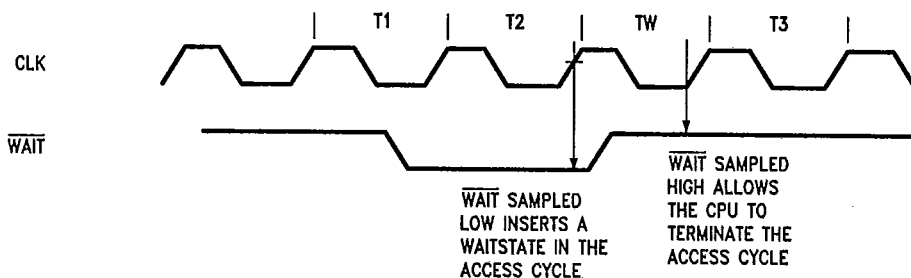 T1 T2 TW T3
CLK
WAIT
WAIT SAMPLED
LOW INSERTS A
WAITSTATE IN THE
ACCESS CYCLE
WAIT SAMPLED
HIGH ALLOWS
THE CPU TO
TERMINATE THE
ACCESS CYCLE